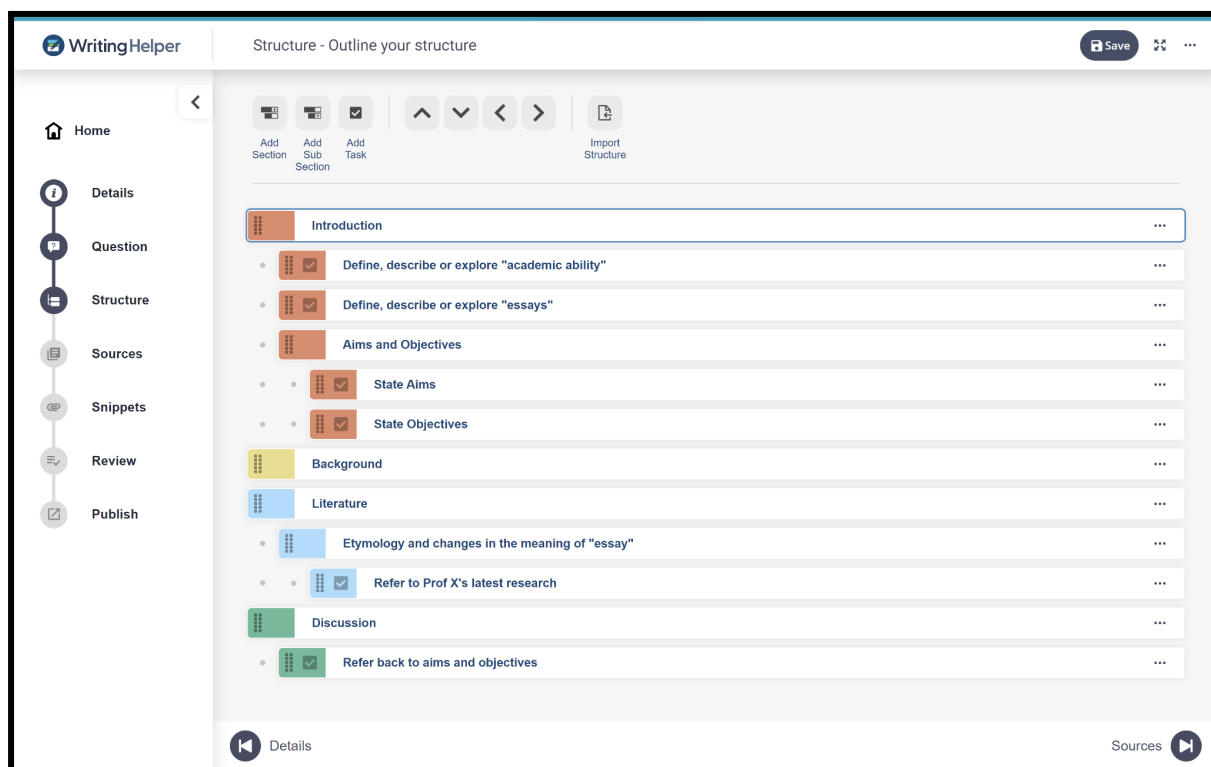 WritingHelper
Structure - Outline your structure
Save
Home
Details
Question
Structure
Sources
Snippets
Review
Publish
Add
Section
Add
Sub
Section
Add
Task
Import
Structure
Introduction
Define, describe or explore "academic ability"
Define, describe or explore "essays"
Aims and Objectives
State Aims
State Objectives
Background
Literature
Etymology and changes in the meaning of "essay"
Refer to Prof X's latest research
Discussion
Refer back to aims and objectives
Details
Sources